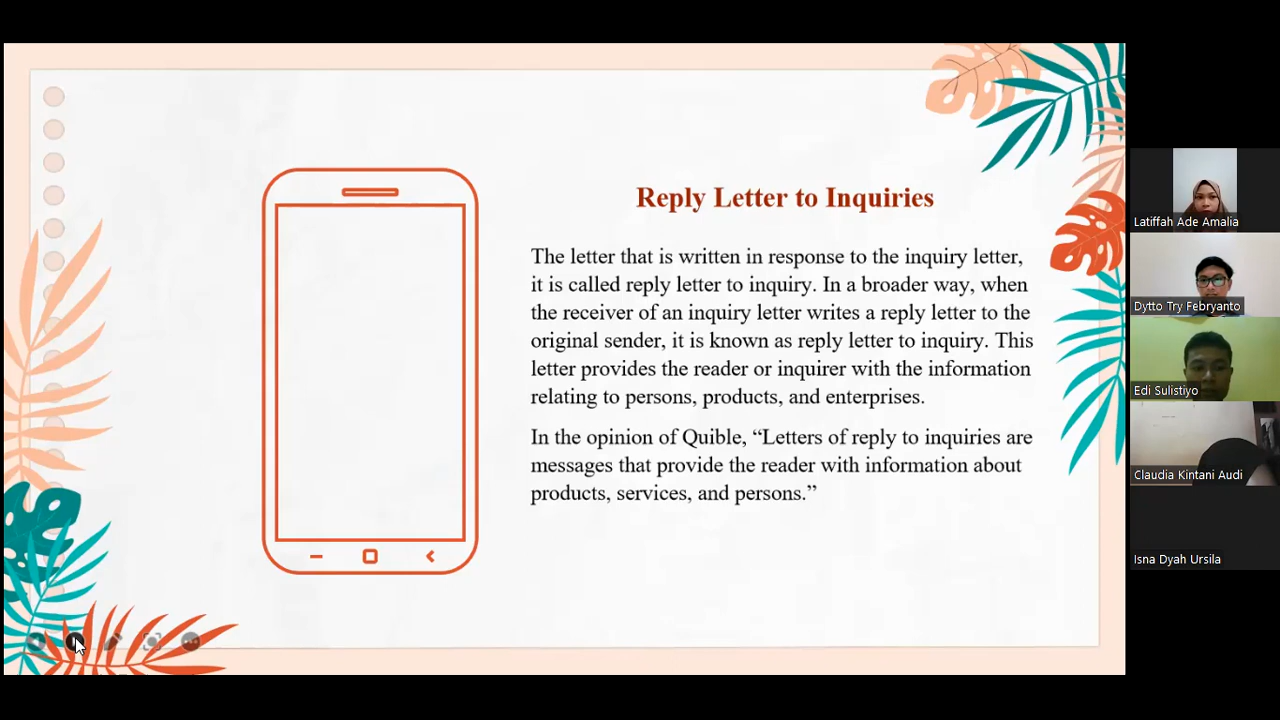 Reply Letter to Inquiries
The letter that is written in response to the inquiry letter,
it is called reply letter to inquiry. In a broader way, when
the receiver of an inquiry letter writes a reply letter to the
original sender, it is known as reply letter to inquiry. This
letter provides the reader or inquirer with the information
relating to persons, products, and enterprises.
In the opinion of Quible, “Letters of reply to inquiries are
messages that provide the reader with information about
products, services, and persons.”
Latiffah Ade Amalia
Dytto Try Febryanto
Edi Sulistiyo
Claudia Kintani Audi
Isna Dyah Ursila